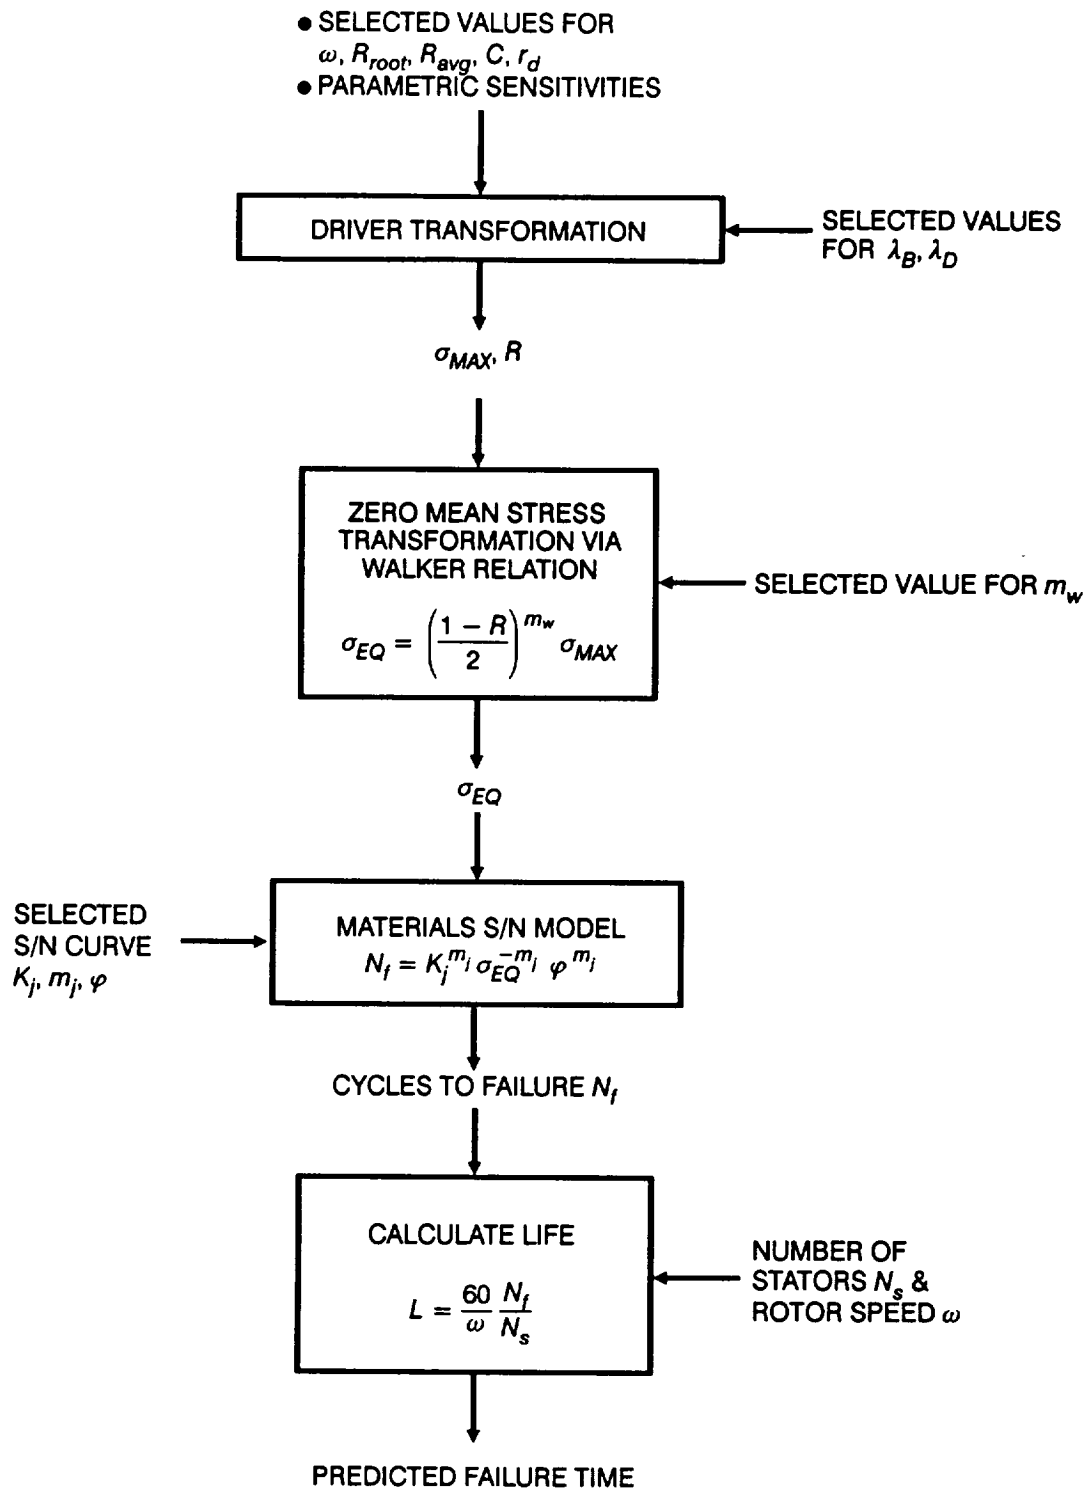 ● SELECTED VALUES FOR
ω, R_root, R_avg, C, r_d
● PARAMETRIC SENSITIVITIES
DRIVER TRANSFORMATION
SELECTED VALUES
FOR λ_B, λ_D
σ_MAX, R
ZERO MEAN STRESS
TRANSFORMATION VIA
WALKER RELATION
σ_EQ = ((1 − R)/2)^m_w σ_MAX
SELECTED VALUE FOR m_w
σ_EQ
SELECTED
S/N CURVE
K_j, m_j, φ
MATERIALS S/N MODEL
N_f = K_j^m_j σ_EQ^−m_j φ^m_j
CYCLES TO FAILURE N_f
CALCULATE LIFE
L = (60/ω) (N_f/N_s)
NUMBER OF
STATORS N_s &
ROTOR SPEED ω
PREDICTED FAILURE TIME